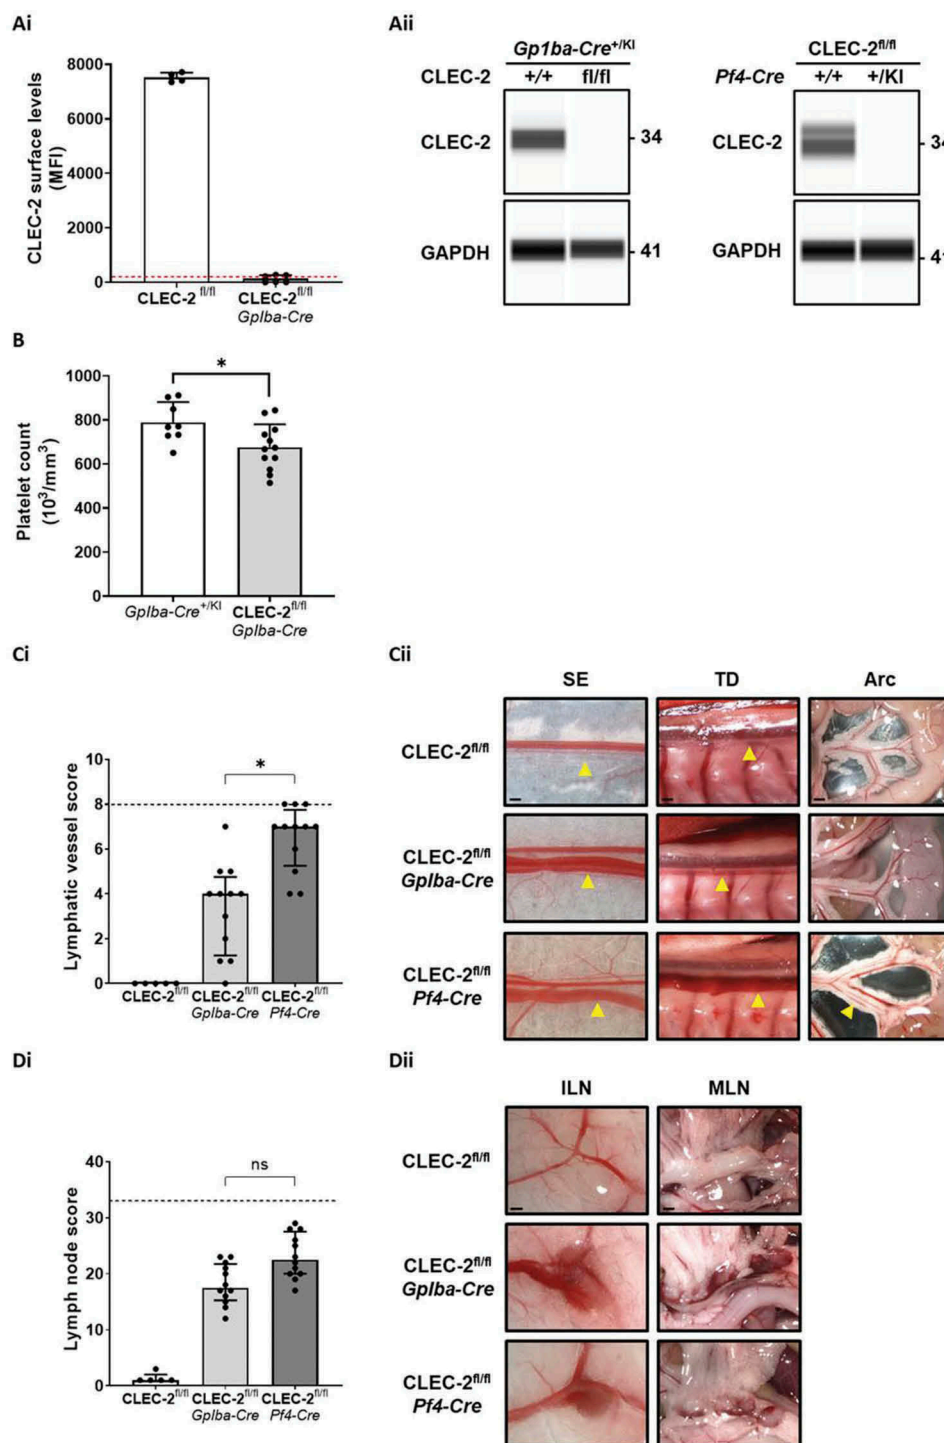 Ai
8000
6000
4000
2000
0
CLEC-2 surface levels
(MFI)
CLEC-2fl/fl
CLEC-2fl/fl
GpIba-Cre
Aii
Gp1ba-Cre+/KI
CLEC-2 +/+ fl/fl
CLEC-2
- 34
GAPDH
- 41
CLEC-2fl/fl
Pf4-Cre +/+ +/KI
CLEC-2
- 34
GAPDH
- 41
B
1000
800
600
400
200
0
Platelet count
(103/mm3)
*
GpIba-Cre+/KI
CLEC-2fl/fl
GpIba-Cre
Ci
10
8
6
4
2
0
Lymphatic vessel score
*
CLEC-2fl/fl
CLEC-2fl/fl
GpIba-Cre
CLEC-2fl/fl
Pf4-Cre
Cii
SE TD Arc
CLEC-2fl/fl
CLEC-2fl/fl
GpIba-Cre
CLEC-2fl/fl
Pf4-Cre
Di
40
30
20
10
0
Lymph node score
ns
CLEC-2fl/fl
CLEC-2fl/fl
GpIba-Cre
CLEC-2fl/fl
Pf4-Cre
Dii
ILN MLN
CLEC-2fl/fl
CLEC-2fl/fl
GpIba-Cre
CLEC-2fl/fl
Pf4-Cre